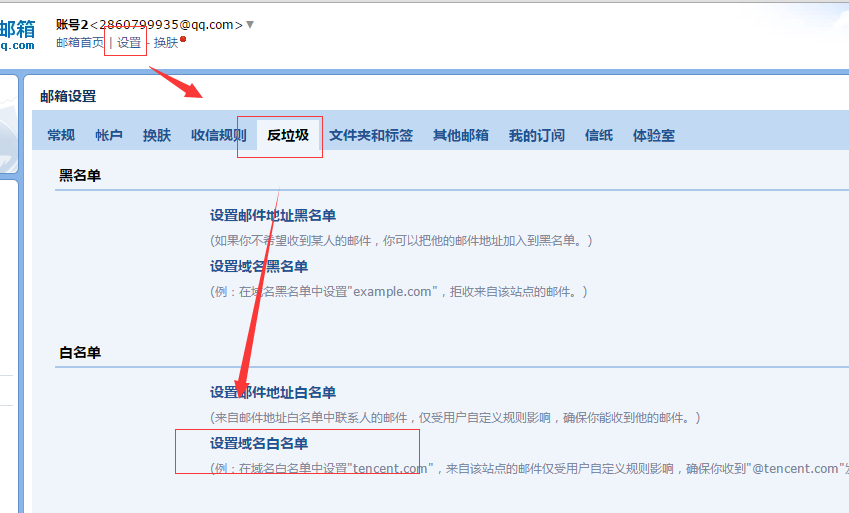 邮箱
q.com
账号2<2860799935@qq.com>
邮箱首页 | 设置 - 换肤
邮箱设置
常规 帐户 换肤 收信规则 反垃圾 文件夹和标签 其他邮箱 我的订阅 信纸 体验室
黑名单
设置邮件地址黑名单
(如果你不希望收到某人的邮件，你可以把他的邮件地址加入到黑名单。)
设置域名黑名单
(例：在域名黑名单中设置"example.com"，拒收来自该站点的邮件。)
白名单
设置邮件地址白名单
(来自邮件地址白名单中联系人的邮件，仅受用户自定义规则影响，确保你能收到他的邮件。)
设置域名白名单
(例：在域名白名单中设置"tencent.com"，来自该站点的邮件仅受用户自定义规则影响，确保你收到"@tencent.com"发